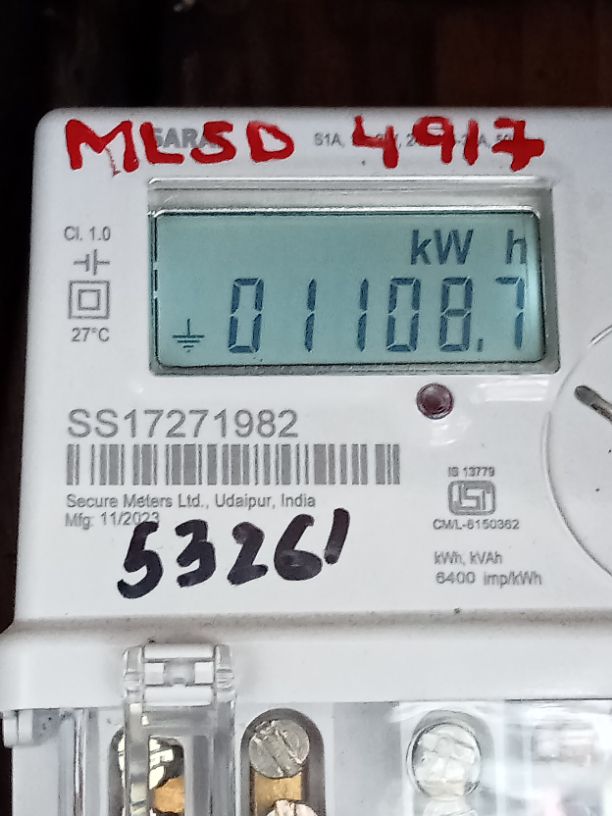 MLSD 4917
Cl. 1.0
27°C
kW h
01108.7
SS17271982
Secure Meters Ltd., Udaipur, India
Mfg: 11/2023
53261
IS 13779
CM/L-6150362
kWh, kVAh
6400 imp/kWh